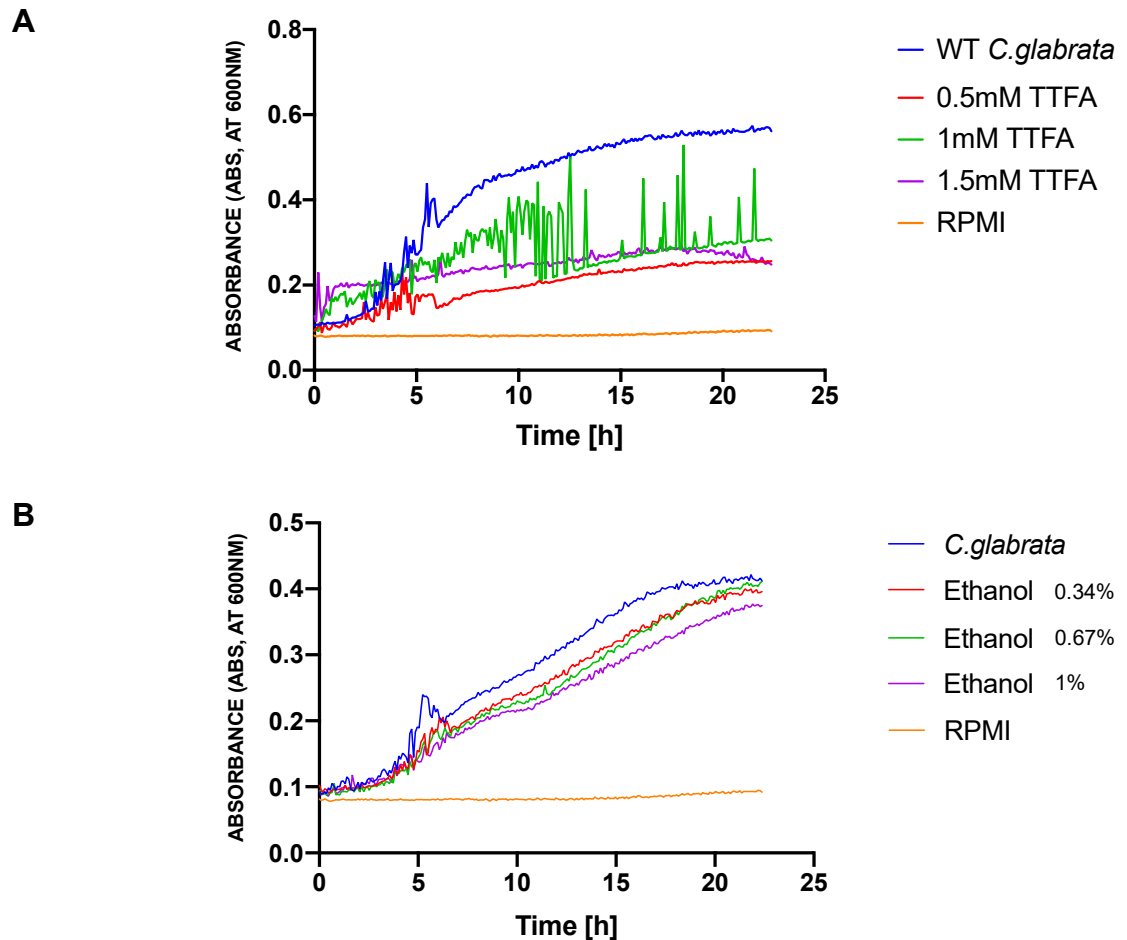 A
ABSORBANCE (ABS, AT 600NM)
0.8
0.6
0.4
0.2
0.0
0 5 10 15 20 25
Time [h]
WT C.glabrata
0.5mM TTFA
1mM TTFA
1.5mM TTFA
RPMI
B
ABSORBANCE (ABS, AT 600NM)
0.5
0.4
0.3
0.2
0.1
0.0
0 5 10 15 20 25
Time [h]
C.glabrata
Ethanol 0.34%
Ethanol 0.67%
Ethanol 1%
RPMI